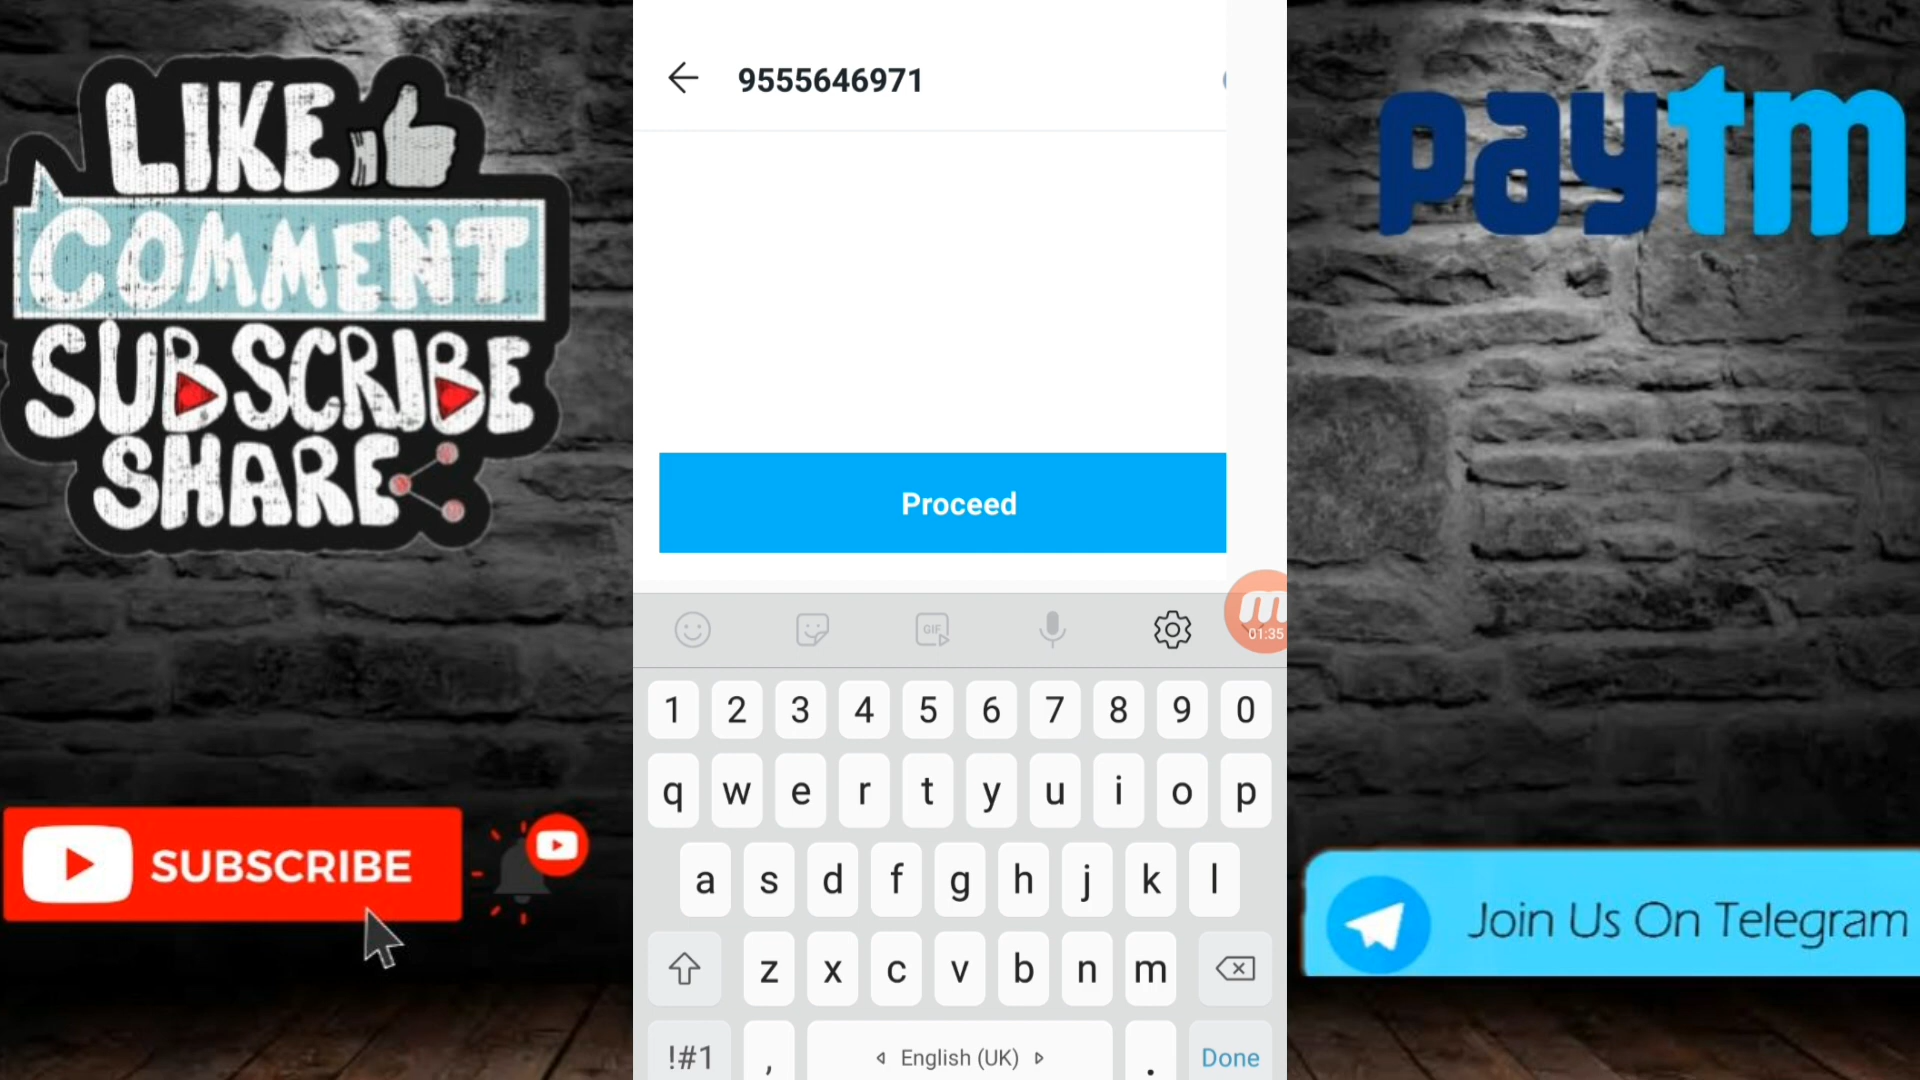 LIKE
COMMENT
SUBSCRIBE
SHARE
SUBSCRIBE
9555646971
Proceed
GIF
01:35
1 2 3 4 5 6 7 8 9 0
q w e r t y u i o p
a s d f g h j k l
z x c v b n m
!#1 , English (UK) . Done
paytm
Join Us On Telegram